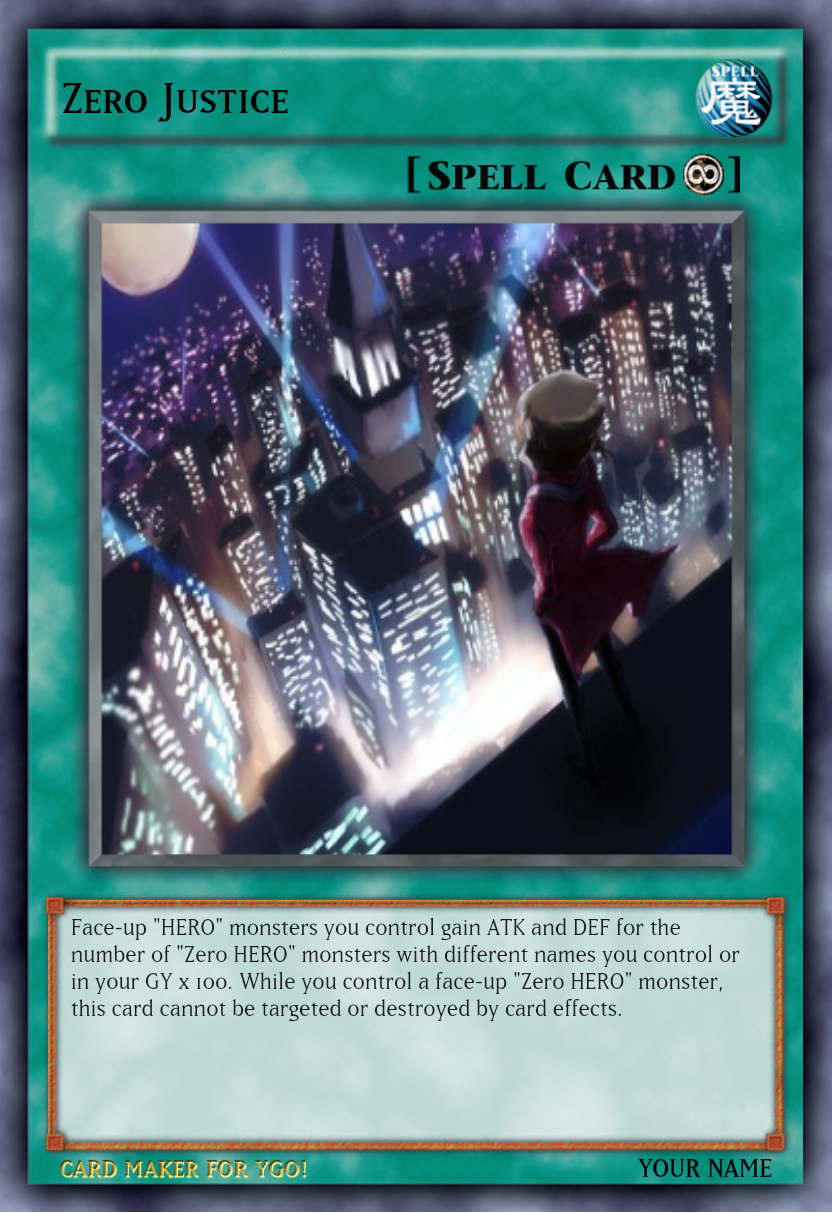 Zero Justice
SPELL
魔
[ Spell Card ∞ ]
Face-up "HERO" monsters you control gain ATK and DEF for the
number of "Zero HERO" monsters with different names you control or
in your GY x 100. While you control a face-up "Zero HERO" monster,
this card cannot be targeted or destroyed by card effects.
CARD MAKER FOR YGO!
YOUR NAME